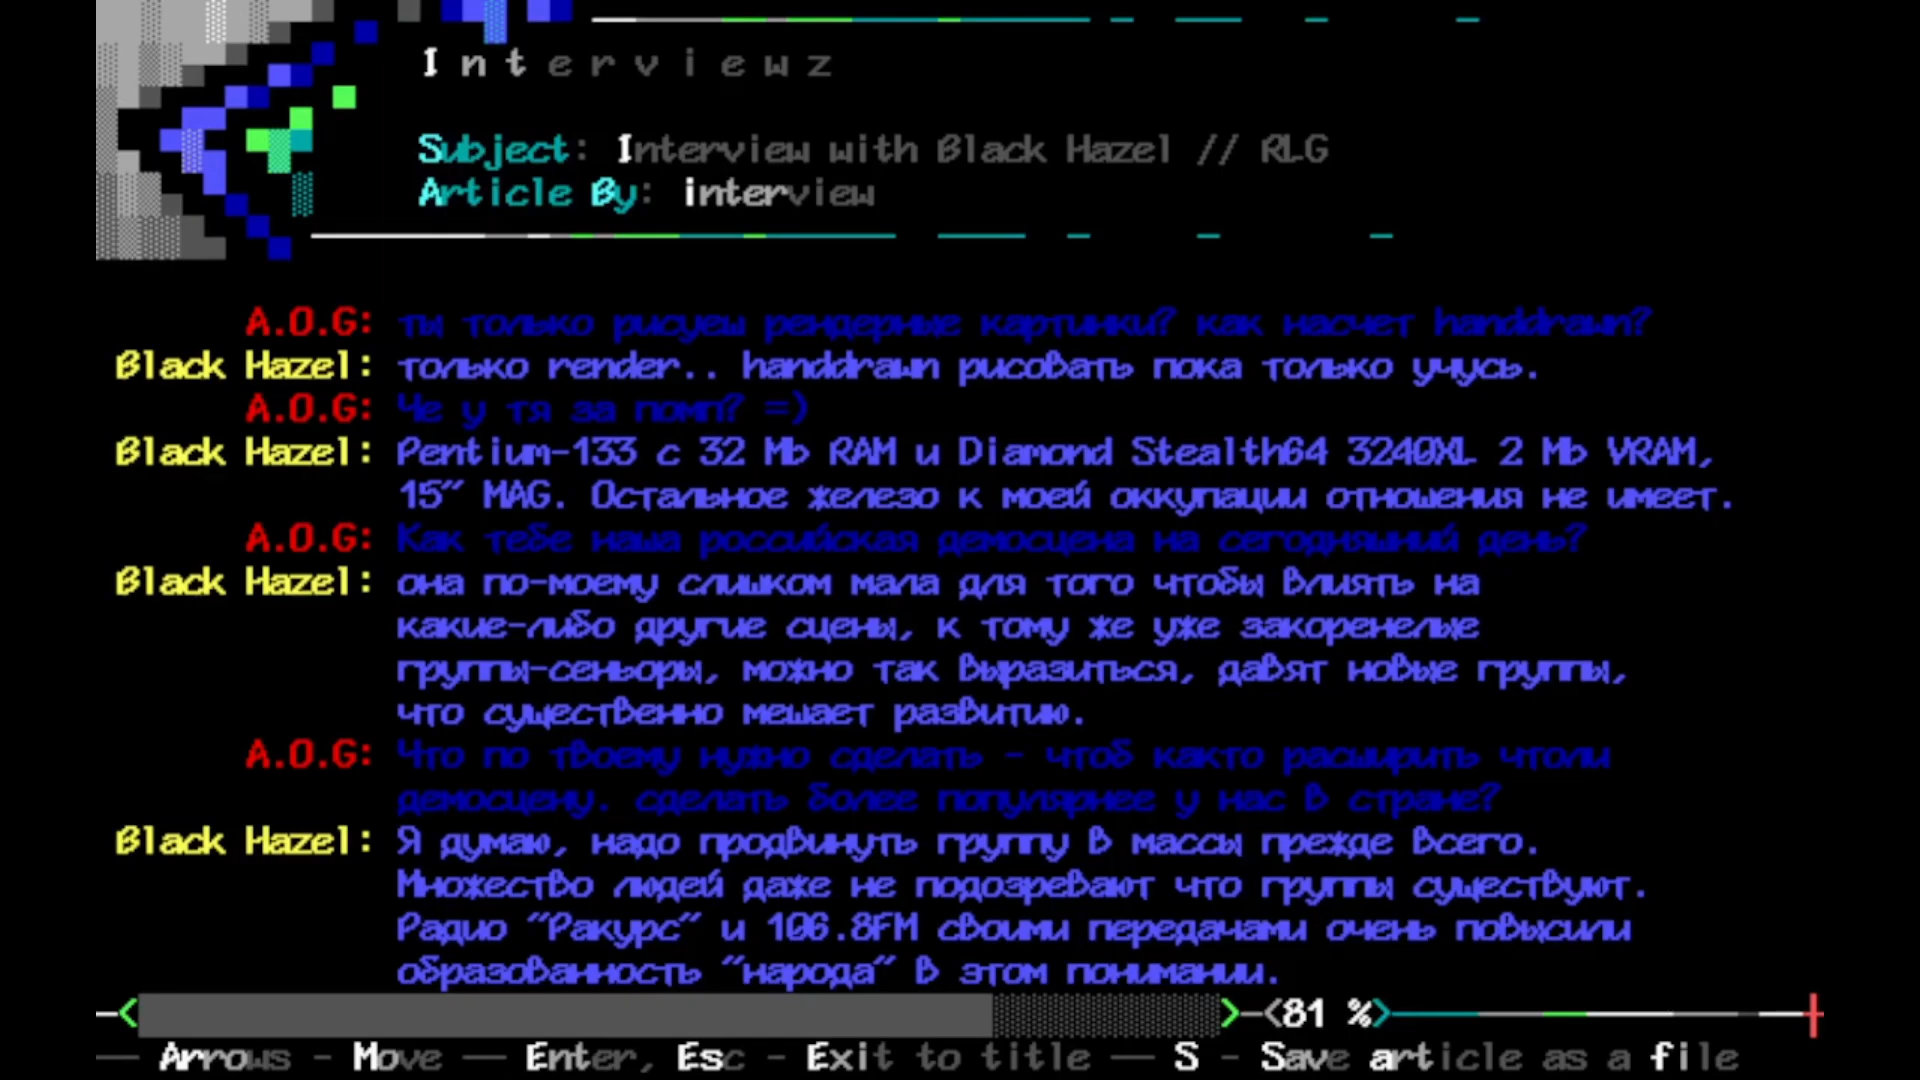 Interviewz
Subject: Interview with Black Hazel // RLG
Article By: interview
A.O.G: ты только рисуеш рендерные картинки? как насчет handdrawn?
Black Hazel: только render.. handdrawn рисовать пока только учусь.
A.O.G: Че у тя за помп? =)
Black Hazel: Pentium-133 с 32 Mb RAM и Diamond Stealth64 3240XL 2 Mb VRAM,
15" MAG. Остальное железо к моей оккупации отношения не имеет.
A.O.G: Как тебе наша российская демосцена на сегодняшний день?
Black Hazel: она по-моему слишком мала для того чтобы влиять на
какие-либо другие сцены, к тому же уже закоренелые
группы-сеньоры, можно так выразиться, давят новые группы,
что существенно мешает развитию.
A.O.G: Что по твоему нужно сделать - чтоб както расширить чтоли
демосцену. сделать более популярнее у нас в стране?
Black Hazel: Я думаю, надо продвинуть группу в массы прежде всего.
Множество людей даже не подозревают что группы существуют.
Радио "Ракурс" и 106.8FM своими передачами очень повысили
образованность "народа" в этом понимании.
<81 %>
Arrows - Move — Enter, Esc - Exit to title — S - Save article as a file